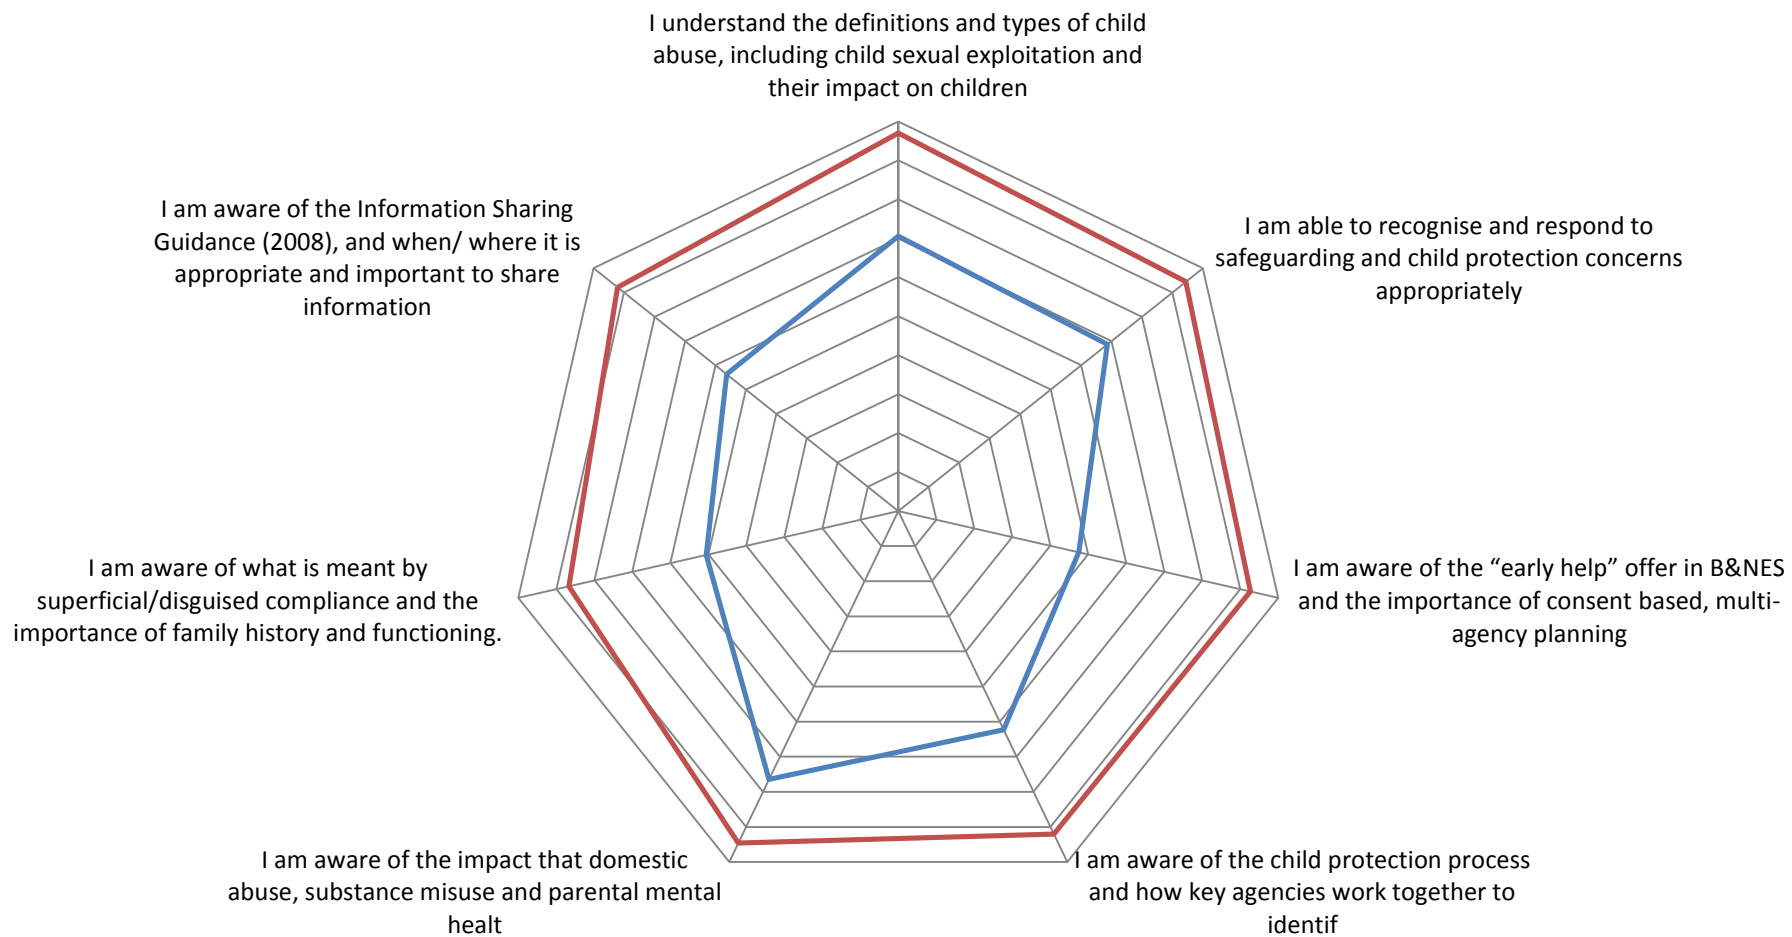 I understand the definitions and types of child
abuse, including child sexual exploitation and
their impact on children
I am able to recognise and respond to
safeguarding and child protection concerns
appropriately
I am aware of the “early help” offer in B&NES
and the importance of consent based, multi-
agency planning
I am aware of the child protection process
and how key agencies work together to
identif
I am aware of the impact that domestic
abuse, substance misuse and parental mental
healt
I am aware of what is meant by
superficial/disguised compliance and the
importance of family history and functioning.
I am aware of the Information Sharing
Guidance (2008), and when/ where it is
appropriate and important to share
information